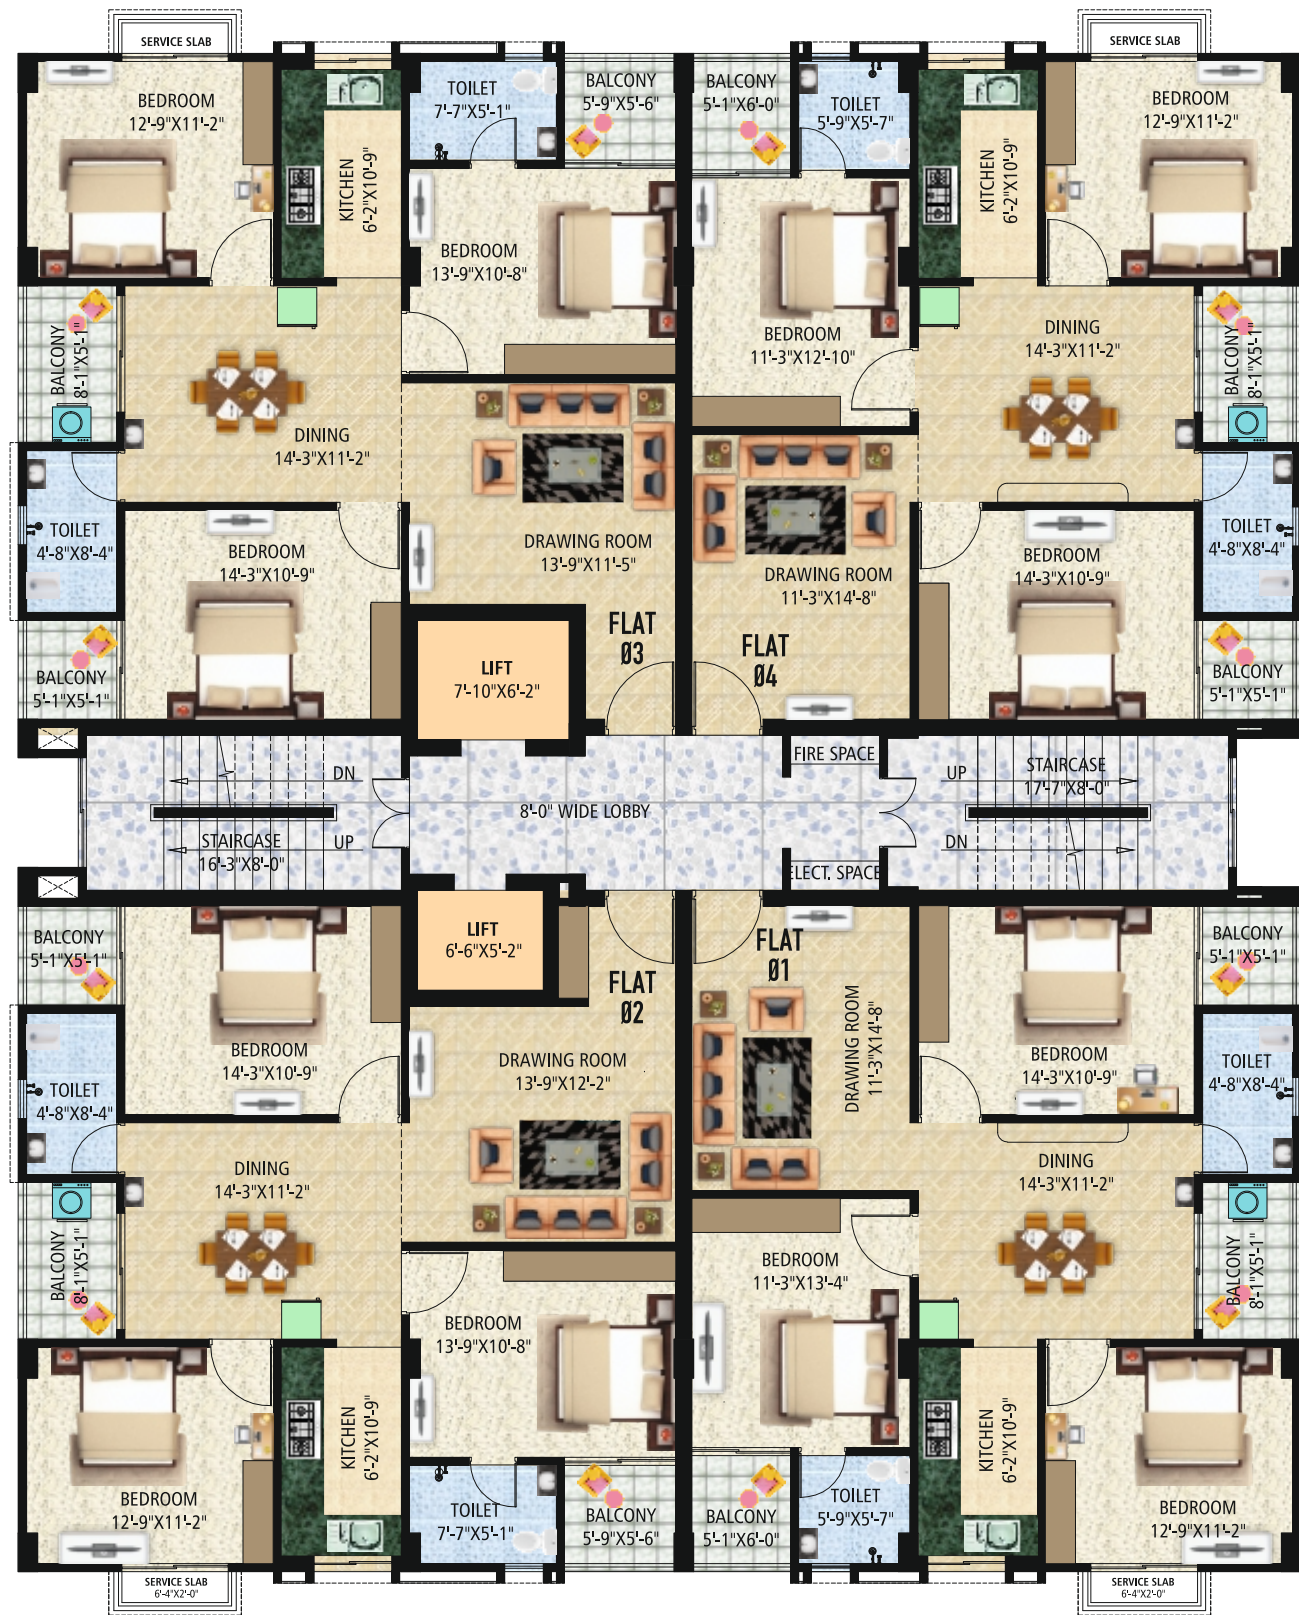 SERVICE SLAB
SERVICE SLAB
BEDROOM
12'-9"X11'-2"
KITCHEN
6'-2"X10'-9"
TOILET
7'-7"X5'-1"
BALCONY
5'-9"X5'-6"
BALCONY
5'-1"X6'-0"
TOILET
5'-9"X5'-7"
KITCHEN
6'-2"X10'-9"
BEDROOM
12'-9"X11'-2"
BEDROOM
13'-9"X10'-8"
BEDROOM
11'-3"X12'-10"
BALCONY
8'-1"X5'-1"
DINING
14'-3"X11'-2"
DINING
14'-3"X11'-2"
BALCONY
8'-1"X5'-1"
TOILET
4'-8"X8'-4"
BEDROOM
14'-3"X10'-9"
DRAWING ROOM
13'-9"X11'-5"
DRAWING ROOM
11'-3"X14'-8"
BEDROOM
14'-3"X10'-9"
TOILET
4'-8"X8'-4"
FLAT
03
FLAT
04
BALCONY
5'-1"X5'-1"
LIFT
7'-10"X6'-2"
BALCONY
5'-1"X5'-1"
DN
FIRE SPACE
UP
STAIRCASE
17'-7"X8'-0"
8'-0" WIDE LOBBY
STAIRCASE
16'-3"X8'-0"
UP
DN
ELECT. SPACE
BALCONY
5'-1"X5'-1"
LIFT
6'-6"X5'-2"
FLAT
02
FLAT
01
BALCONY
5'-1"X5'-1"
BEDROOM
14'-3"X10'-9"
DRAWING ROOM
13'-9"X12'-2"
DRAWING ROOM
11'-3"X14'-8"
BEDROOM
14'-3"X10'-9"
TOILET
4'-8"X8'-4"
TOILET
4'-8"X8'-4"
DINING
14'-3"X11'-2"
DINING
14'-3"X11'-2"
BALCONY
8'-1"X5'-1"
BEDROOM
11'-3"X13'-4"
BALCONY
8'-1"X5'-1"
BEDROOM
13'-9"X10'-8"
KITCHEN
6'-2"X10'-9"
KITCHEN
6'-2"X10'-9"
BEDROOM
12'-9"X11'-2"
TOILET
7'-7"X5'-1"
BALCONY
5'-9"X5'-6"
BALCONY
5'-1"X6'-0"
TOILET
5'-9"X5'-7"
BEDROOM
12'-9"X11'-2"
SERVICE SLAB
6'-4"X2'-0"
SERVICE SLAB
6'-4"X2'-0"